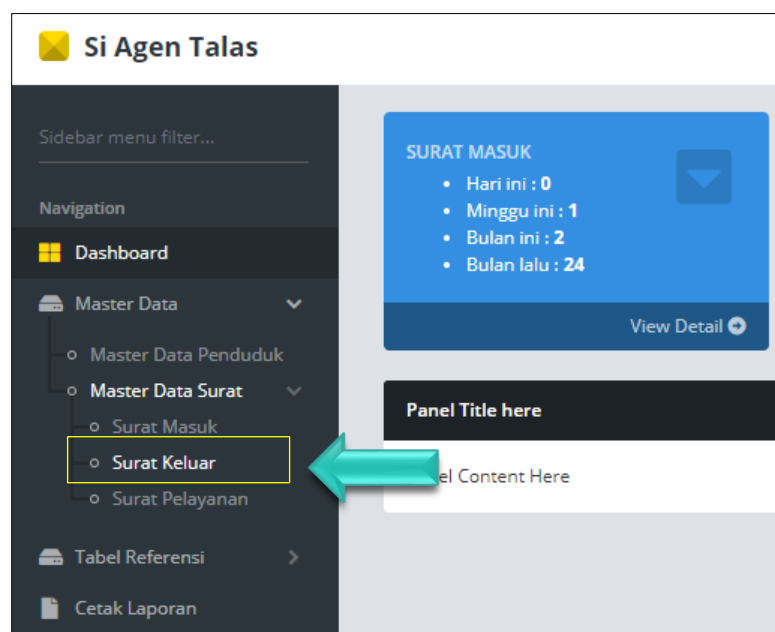 Si Agen Talas
Sidebar menu filter...
Navigation
Dashboard
Master Data
Master Data Penduduk
Master Data Surat
Surat Masuk
Surat Keluar
Surat Pelayanan
Tabel Referensi
Cetak Laporan
SURAT MASUK
• Hari ini : 0
• Minggu ini : 1
• Bulan ini : 2
• Bulan lalu : 24
View Detail
Panel Title here
el Content Here